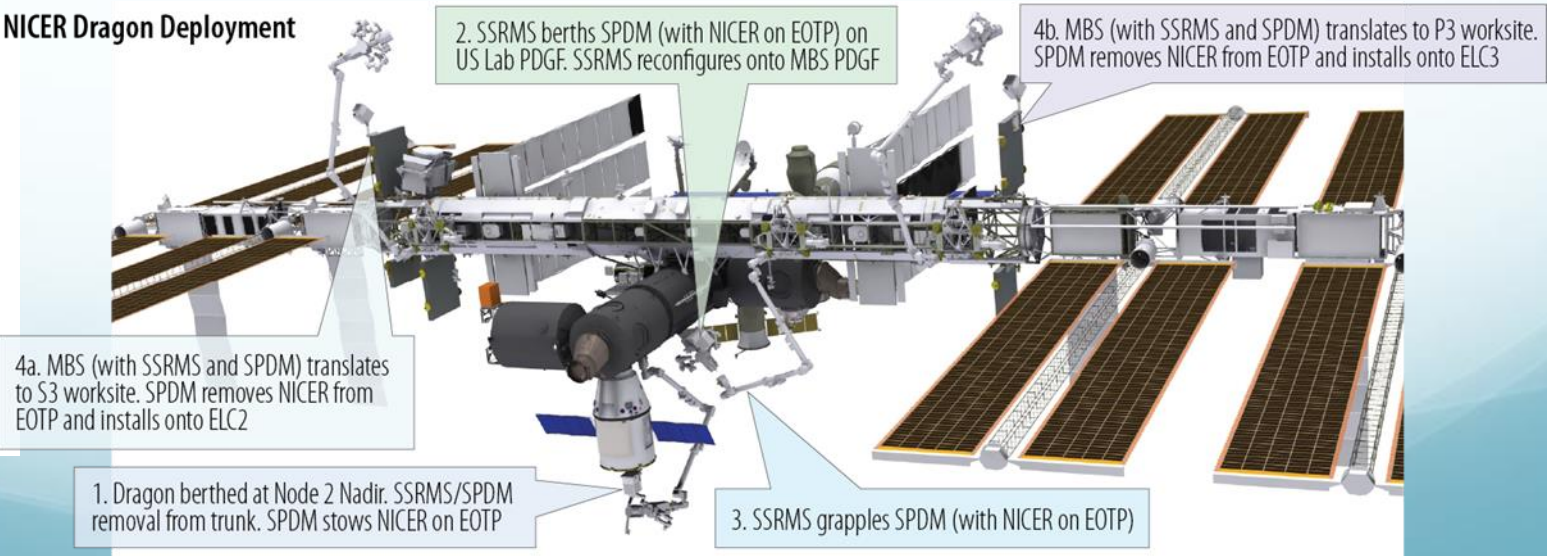 NICER Dragon Deployment
2. SSRMS berths SPDM (with NICER on EOTP) on
US Lab PDGF. SSRMS reconfigures onto MBS PDGF
4b. MBS (with SSRMS and SPDM) translates to P3 worksite.
SPDM removes NICER from EOTP and installs onto ELC3
4a. MBS (with SSRMS and SPDM) translates
to S3 worksite. SPDM removes NICER from
EOTP and installs onto ELC2
1. Dragon berthed at Node 2 Nadir. SSRMS/SPDM
removal from trunk. SPDM stows NICER on EOTP
3. SSRMS grapples SPDM (with NICER on EOTP)